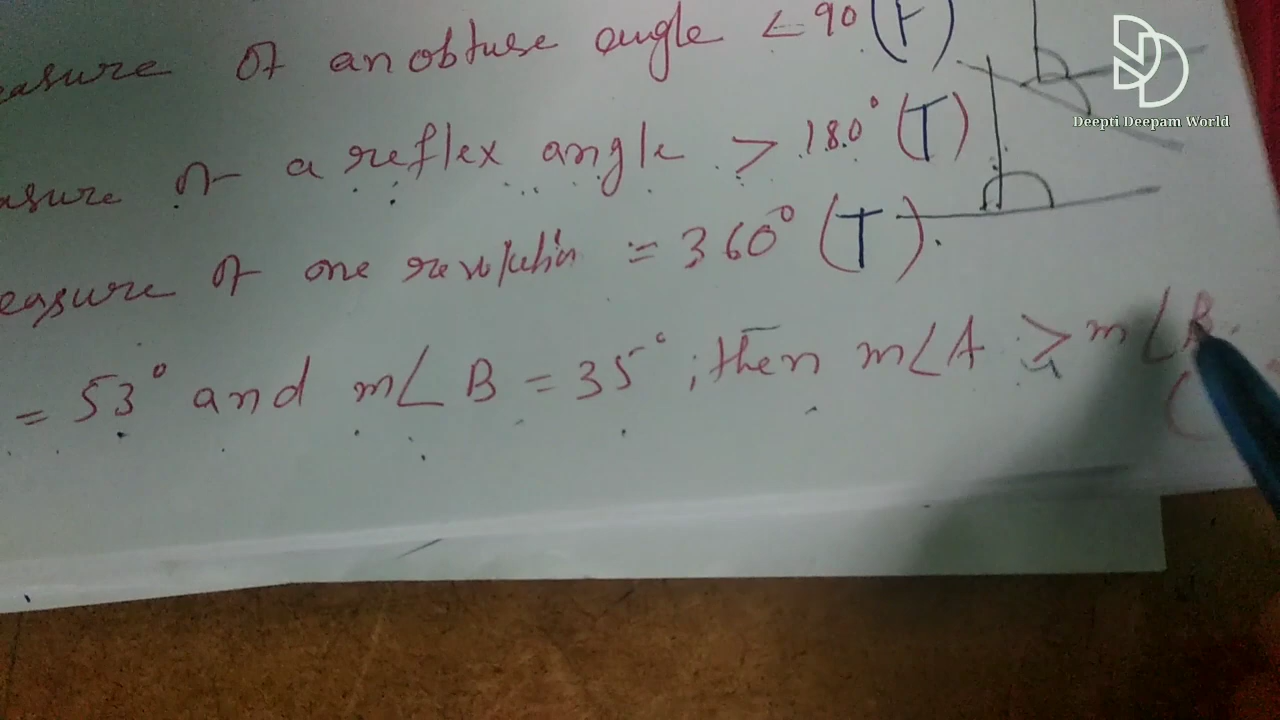 easure of an obtuse angle < 90 (F)
Deepti Deepam World
asure of a reflex angle > 180° (T)
easure of one revolution = 360° (T).
= 53° and m∠B = 35°; then m∠A > m∠B
(